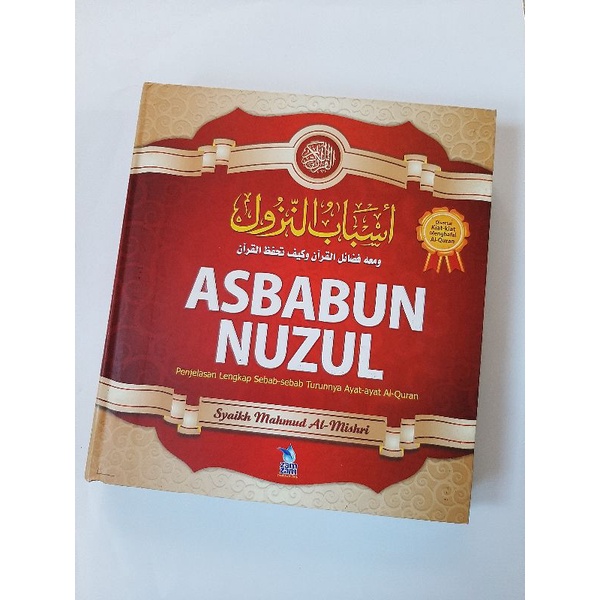 القرآن الكريم
أسباب النزول
ومعه فضائل القرآن وكيف تحفظ القرآن
Disertai
Kiat-kiat
Menghafal
Al-Quran
ASBABUN
NUZUL
Penjelasan Lengkap Sebab-sebab Turunnya Ayat-ayat Al-Quran
Syaikh Mahmud Al-Mishri
zam
zam